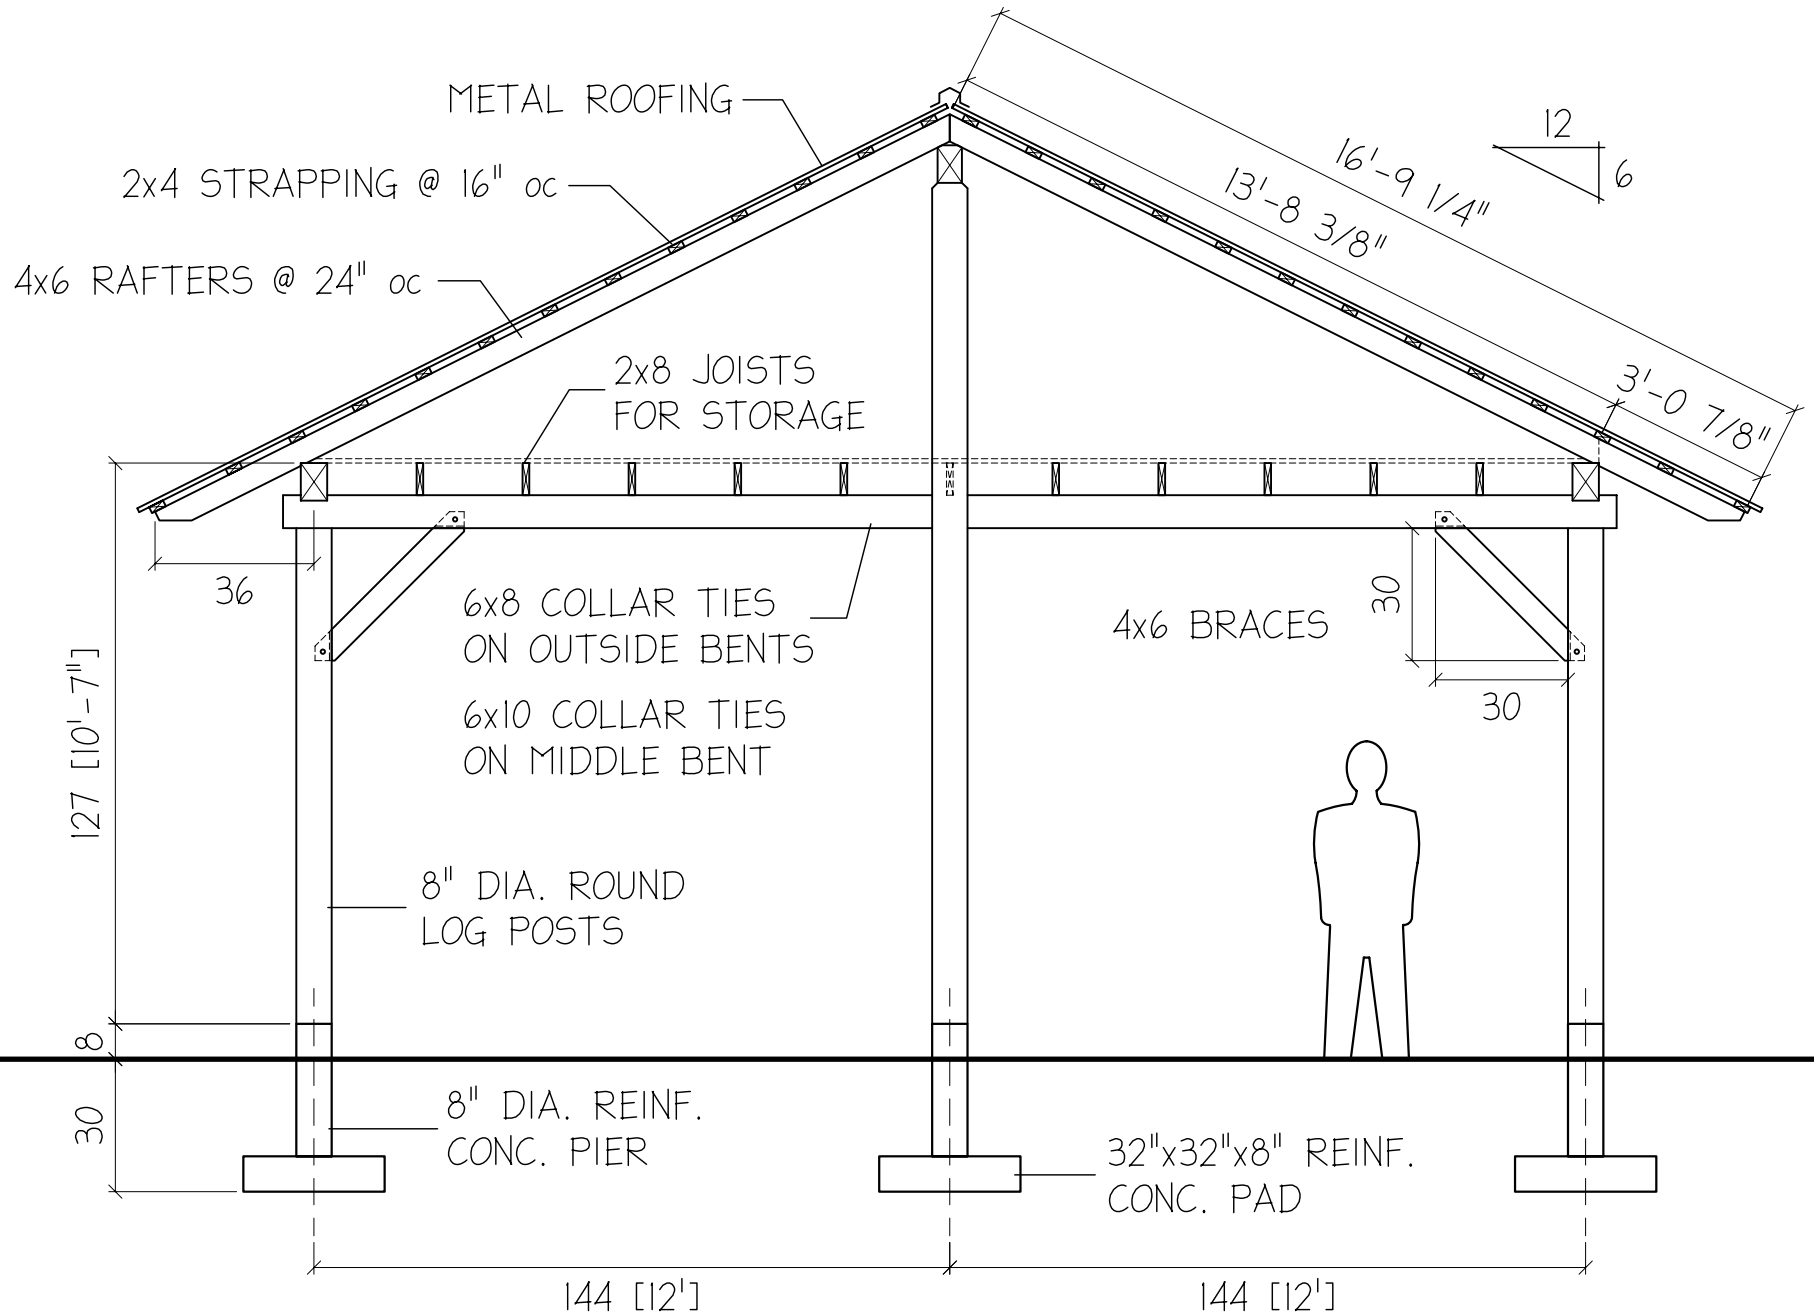 METAL ROOFING
2x4 STRAPPING @ 16" oc
4x6 RAFTERS @ 24" oc
12
6
16'-9 1/4"
13'-8 3/8"
3'-0 7/8"
2x8 JOISTS
FOR STORAGE
36
6x8 COLLAR TIES
ON OUTSIDE BENTS
6x10 COLLAR TIES
ON MIDDLE BENT
4x6 BRACES
30
30
127 [10'-7"]
8" DIA. ROUND
LOG POSTS
8
30
8" DIA. REINF.
CONC. PIER
32"x32"x8" REINF.
CONC. PAD
144 [12']
144 [12']